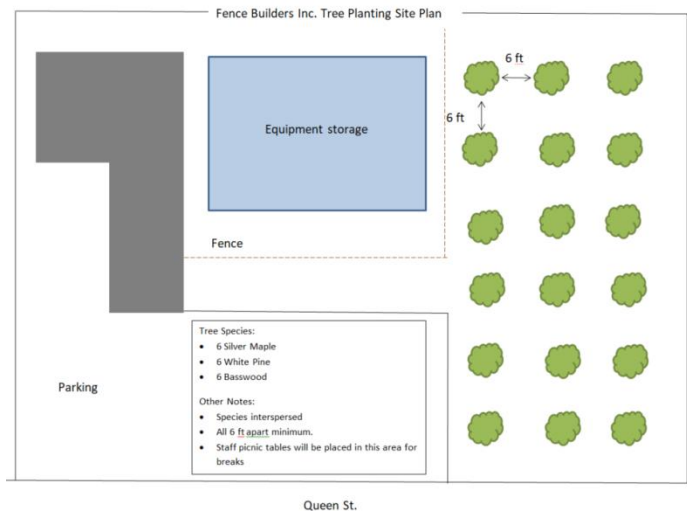 Fence Builders Inc. Tree Planting Site Plan
6 ft
6 ft
Equipment storage
Fence
Tree Species:
• 6 Silver Maple
• 6 White Pine
• 6 Basswood
Other Notes:
• Species interspersed
• All 6 ft apart minimum.
• Staff picnic tables will be placed in this area for
breaks
Parking
Queen St.